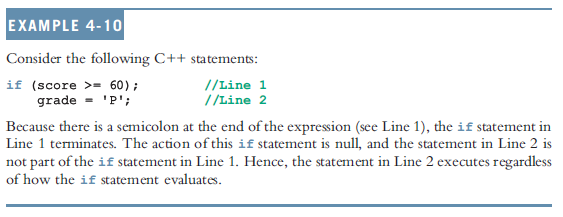 EXAMPLE 4-10
Consider the following C++ statements:
if (score >= 60);          //Line 1
    grade = 'P';           //Line 2
Because there is a semicolon at the end of the expression (see Line 1), the if statement in
Line 1 terminates. The action of this if statement is null, and the statement in Line 2 is
not part of the if statement in Line 1. Hence, the statement in Line 2 executes regardless
of how the if statement evaluates.